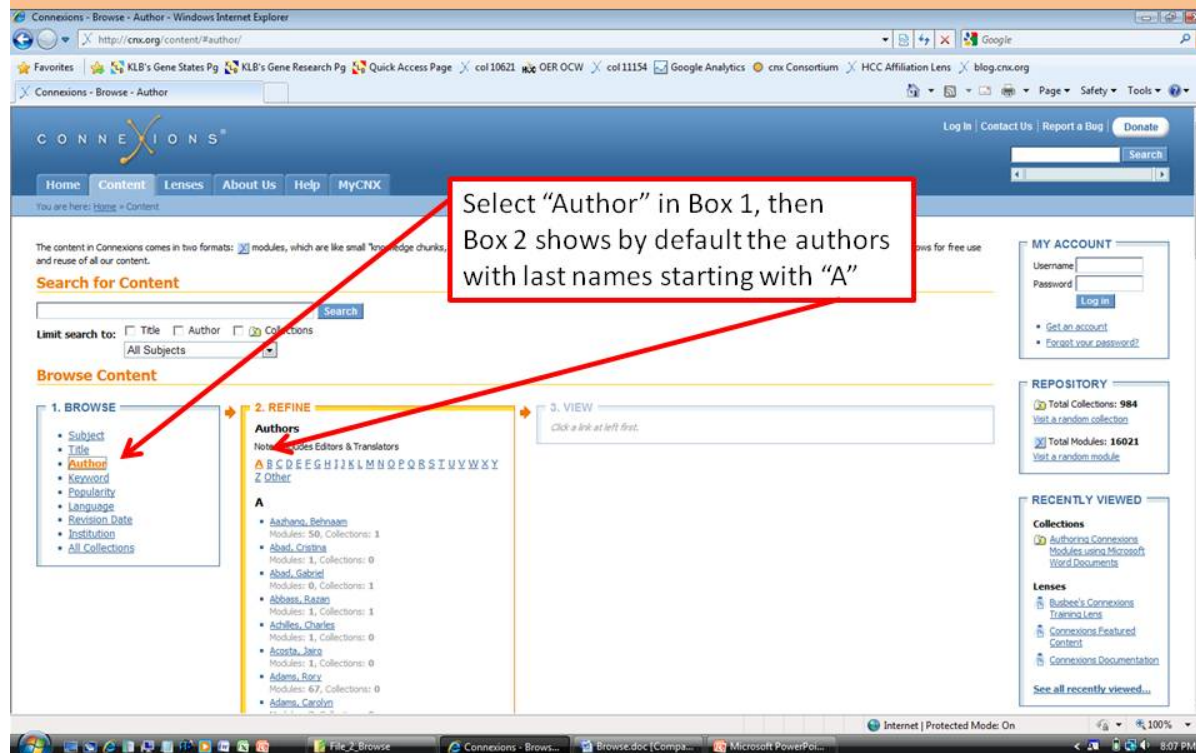 Connexions - Browse - Author - Windows Internet Explorer
http://cnx.org/content/#author/
Google
Favorites
KLB's Gene States Pg
KLB's Gene Research Pg
Quick Access Page
col 10621
OER OCW
col 11154
Google Analytics
cnx Consortium
HCC Affiliation Lens
blog.cnx.org
Connexions - Browse - Author
Page
Safety
Tools
CONNEXIONS®
Log In | Contact Us | Report a Bug |
Donate
Search
Home
Content
Lenses
About Us
Help
MyCNX
You are here: Home » Content
Select “Author” in Box 1, then
Box 2 shows by default the authors
with last names starting with “A”
The content in Connexions comes in two formats: modules, which are like small "knowledge chunks,
ows for free use
and reuse of all our content.
Search for Content
Search
Limit search to:
Title
Author
Collections
All Subjects
Browse Content
1. BROWSE
Subject
Title
Author
Keyword
Popularity
Language
Revision Date
Institution
All Collections
2. REFINE
Authors
Editors & Translators
A B C D E F G H I J K L M N O P Q R S T U V W X Y
Z Other
A
Aazhang, Behnaam
Modules: 50, Collections: 1
Abad, Cristina
Modules: 1, Collections: 0
Abad, Gabriel
Modules: 0, Collections: 1
Abbass, Razan
Modules: 1, Collections: 1
Achilles, Charles
Modules: 1, Collections: 0
Acosta, Jairo
Modules: 1, Collections: 0
Adams, Rory
Modules: 67, Collections: 0
Adams, Carolyn
3. VIEW
Click a link at left first.
MY ACCOUNT
Username
Password
Log in
Get an account
Forgot your password?
REPOSITORY
Total Collections: 984
Visit a random collection
Total Modules: 16021
Visit a random module
RECENTLY VIEWED
Collections
Authoring Connexions
Modules using Microsoft
Word Documents
Lenses
Busbee's Connexions
Training Lens
Connexions Featured
Content
Connexions Documentation
See all recently viewed...
Internet | Protected Mode: On
100%
File_2_Browse
Connexions - Brows...
Browse.doc [Compa...
Microsoft PowerPoi...
8:07 PM